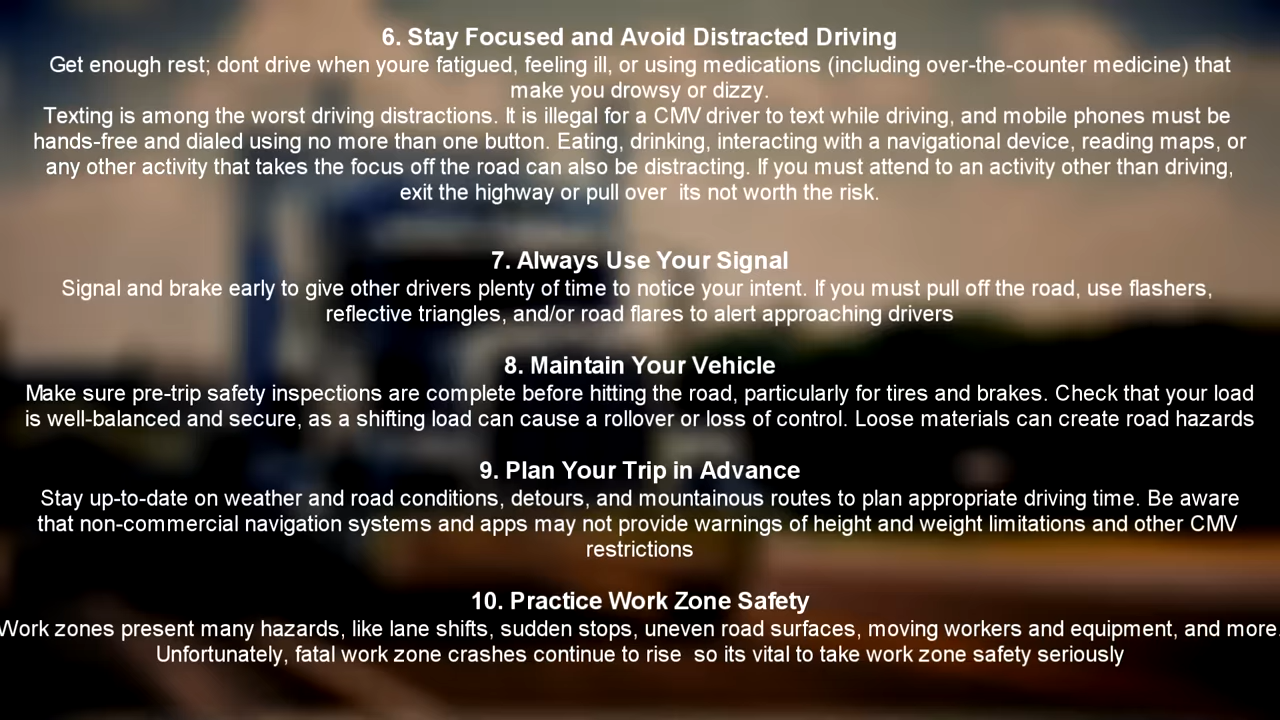 6. Stay Focused and Avoid Distracted Driving
Get enough rest; dont drive when youre fatigued, feeling ill, or using medications (including over-the-counter medicine) that
make you drowsy or dizzy.
Texting is among the worst driving distractions. It is illegal for a CMV driver to text while driving, and mobile phones must be
hands-free and dialed using no more than one button. Eating, drinking, interacting with a navigational device, reading maps, or
any other activity that takes the focus off the road can also be distracting. If you must attend to an activity other than driving,
exit the highway or pull over  its not worth the risk.
7. Always Use Your Signal
Signal and brake early to give other drivers plenty of time to notice your intent. If you must pull off the road, use flashers,
reflective triangles, and/or road flares to alert approaching drivers
8. Maintain Your Vehicle
Make sure pre-trip safety inspections are complete before hitting the road, particularly for tires and brakes. Check that your load
is well-balanced and secure, as a shifting load can cause a rollover or loss of control. Loose materials can create road hazards
9. Plan Your Trip in Advance
Stay up-to-date on weather and road conditions, detours, and mountainous routes to plan appropriate driving time. Be aware
that non-commercial navigation systems and apps may not provide warnings of height and weight limitations and other CMV
restrictions
10. Practice Work Zone Safety
Work zones present many hazards, like lane shifts, sudden stops, uneven road surfaces, moving workers and equipment, and more
Unfortunately, fatal work zone crashes continue to rise  so its vital to take work zone safety seriously